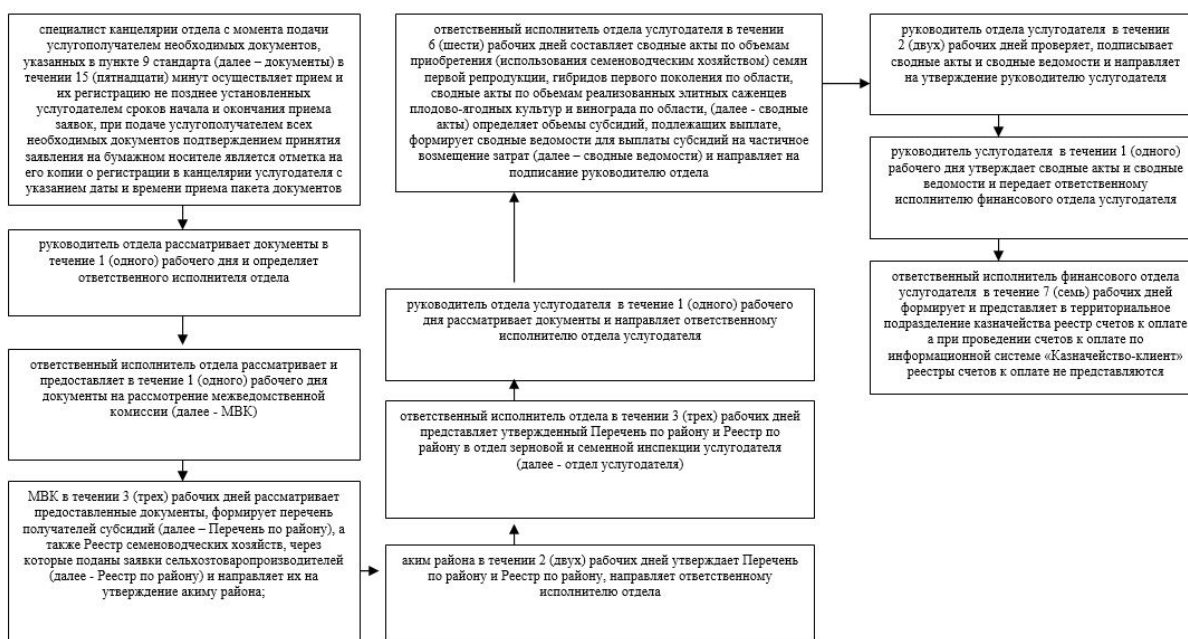 специалист канцелярии отдела с момента подачи
услугополучателем необходимых документов,
указанных в пункте 9 стандарта (далее – документы) в
течении 15 (пятнадцати) минут осуществляет прием и
их регистрацию не позднее установленных
услугодателем сроков начала и окончания приема
заявок, при подаче услугополучателем всех
необходимых документов подтверждением принятия
заявления на бумажном носителе является отметка на
его копии о регистрации в канцелярии услугодателя с
указанием даты и времени приема пакета документов
руководитель отдела рассматривает документы в
течение 1 (одного) рабочего дня и определяет
ответственного исполнителя отдела
ответственный исполнитель отдела рассматривает и
предоставляет в течение 1 (одного) рабочего дня
документы на рассмотрение межведомственной
комиссии (далее - МВК)
МВК в течении 3 (трех) рабочих дней рассматривает
предоставленные документы, формирует перечень
получателей субсидий (далее – Перечень по району), а
также Реестр семеноводческих хозяйств, через
которые поданы заявки сельхозтоваропроизводителей
(далее - Реестр по району) и направляет их на
утверждение акиму района;
аким района в течении 2 (двух) рабочих дней утверждает Перечень
по району и Реестр по району, направляет ответственному
исполнителю отдела
ответственный исполнитель отдела в течении 3 (трех) рабочих дней
представляет утвержденный Перечень по району и Реестр по
району в отдел зерновой и семенной инспекции услугодателя
(далее - отдел услугодателя)
руководитель отдела услугодателя в течение 1 (одного) рабочего
дня рассматривает документы и направляет ответственному
исполнителю отдела услугодателя
ответственный исполнитель отдела услугодателя в течении
6 (шести) рабочих дней составляет сводные акты по объемам
приобретения (использования семеноводческим хозяйством) семян
первой репродукции, гибридов первого поколения по области,
сводные акты по объемам реализованных элитных саженцев
плодово-ягодных культур и винограда по области, (далее - сводные
акты) определяет объемы субсидий, подлежащих выплате,
формирует сводные ведомости для выплаты субсидий на частичное
возмещение затрат (далее – сводные ведомости) и направляет на
подписание руководителю отдела
руководитель отдела услугодателя в течении
2 (двух) рабочих дней проверяет, подписывает
сводные акты и сводные ведомости и направляет
на утверждение руководителю услугодателя
руководитель услугодателя в течении 1 (одного)
рабочего дня утверждает сводные акты и сводные
ведомости и передает ответственному
исполнителю финансового отдела услугодателя
ответственный исполнитель финансового отдела
услугодателя в течение 7 (семь) рабочих дней
формирует и представляет в территориальное
подразделение казначейства реестр счетов к оплате
а при проведении счетов к оплате по
информационной системе «Казначейство-клиент»
реестры счетов к оплате не представляются